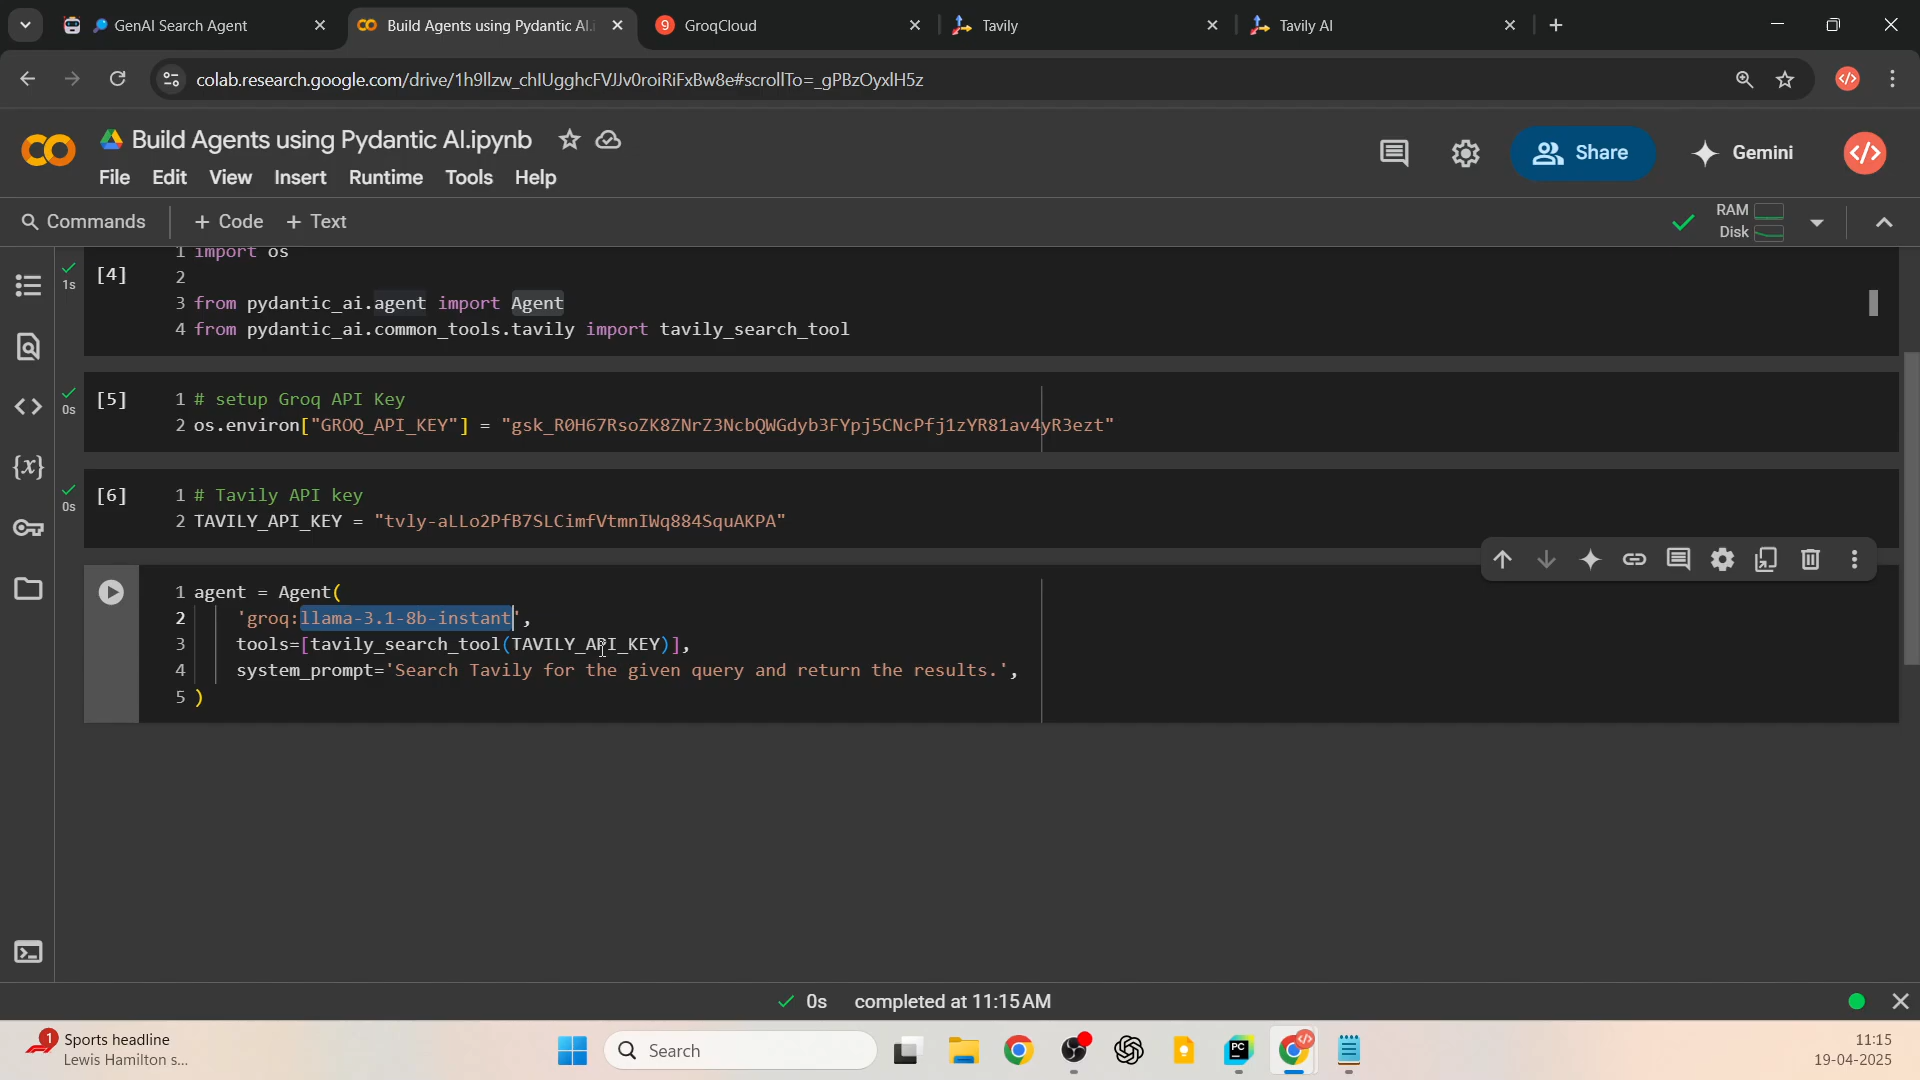 GenAI Search Agent
Build Agents using Pydantic AI.i
GroqCloud
Tavily
Tavily AI
colab.research.google.com/drive/1h9llzw_chlUgghcFVJJv0roiRiFxBw8e#scrollTo=_gPBzOyxlH5z
Build Agents using Pydantic AI.ipynb
Share
Gemini
File Edit View Insert Runtime Tools Help
Commands + Code + Text
RAM
Disk
1s
[4]
1 import os
2
3 from pydantic_ai.agent import Agent
4 from pydantic_ai.common_tools.tavily import tavily_search_tool
0s
[5]
1 # setup Groq API Key
2 os.environ["GROQ_API_KEY"] = "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"
0s
[6]
1 # Tavily API key
2 TAVILY_API_KEY = "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"
1 agent = Agent(
2 'groq:llama-3.1-8b-instant',
3 tools=[tavily_search_tool(TAVILY_API_KEY)],
4 system_prompt='Search Tavily for the given query and return the results.',
5 )
0s completed at 11:15 AM
1
Sports headline
Lewis Hamilton s...
Search
PC
11:15
19-04-2025